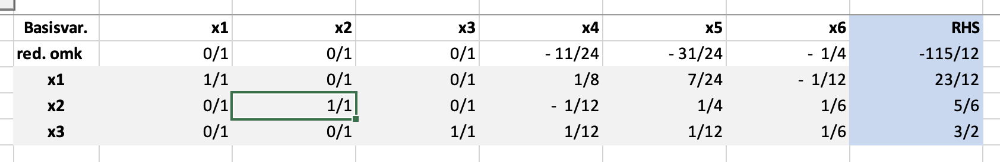 Basisvar. x1 x2 x3 x4 x5 x6 RHS
red. omk 0/1 0/1 0/1 - 11/24 - 31/24 - 1/4 -115/12
x1 1/1 0/1 0/1 1/8 7/24 - 1/12 23/12
x2 0/1 1/1 0/1 - 1/12 1/4 1/6 5/6
x3 0/1 0/1 1/1 1/12 1/12 1/6 3/2